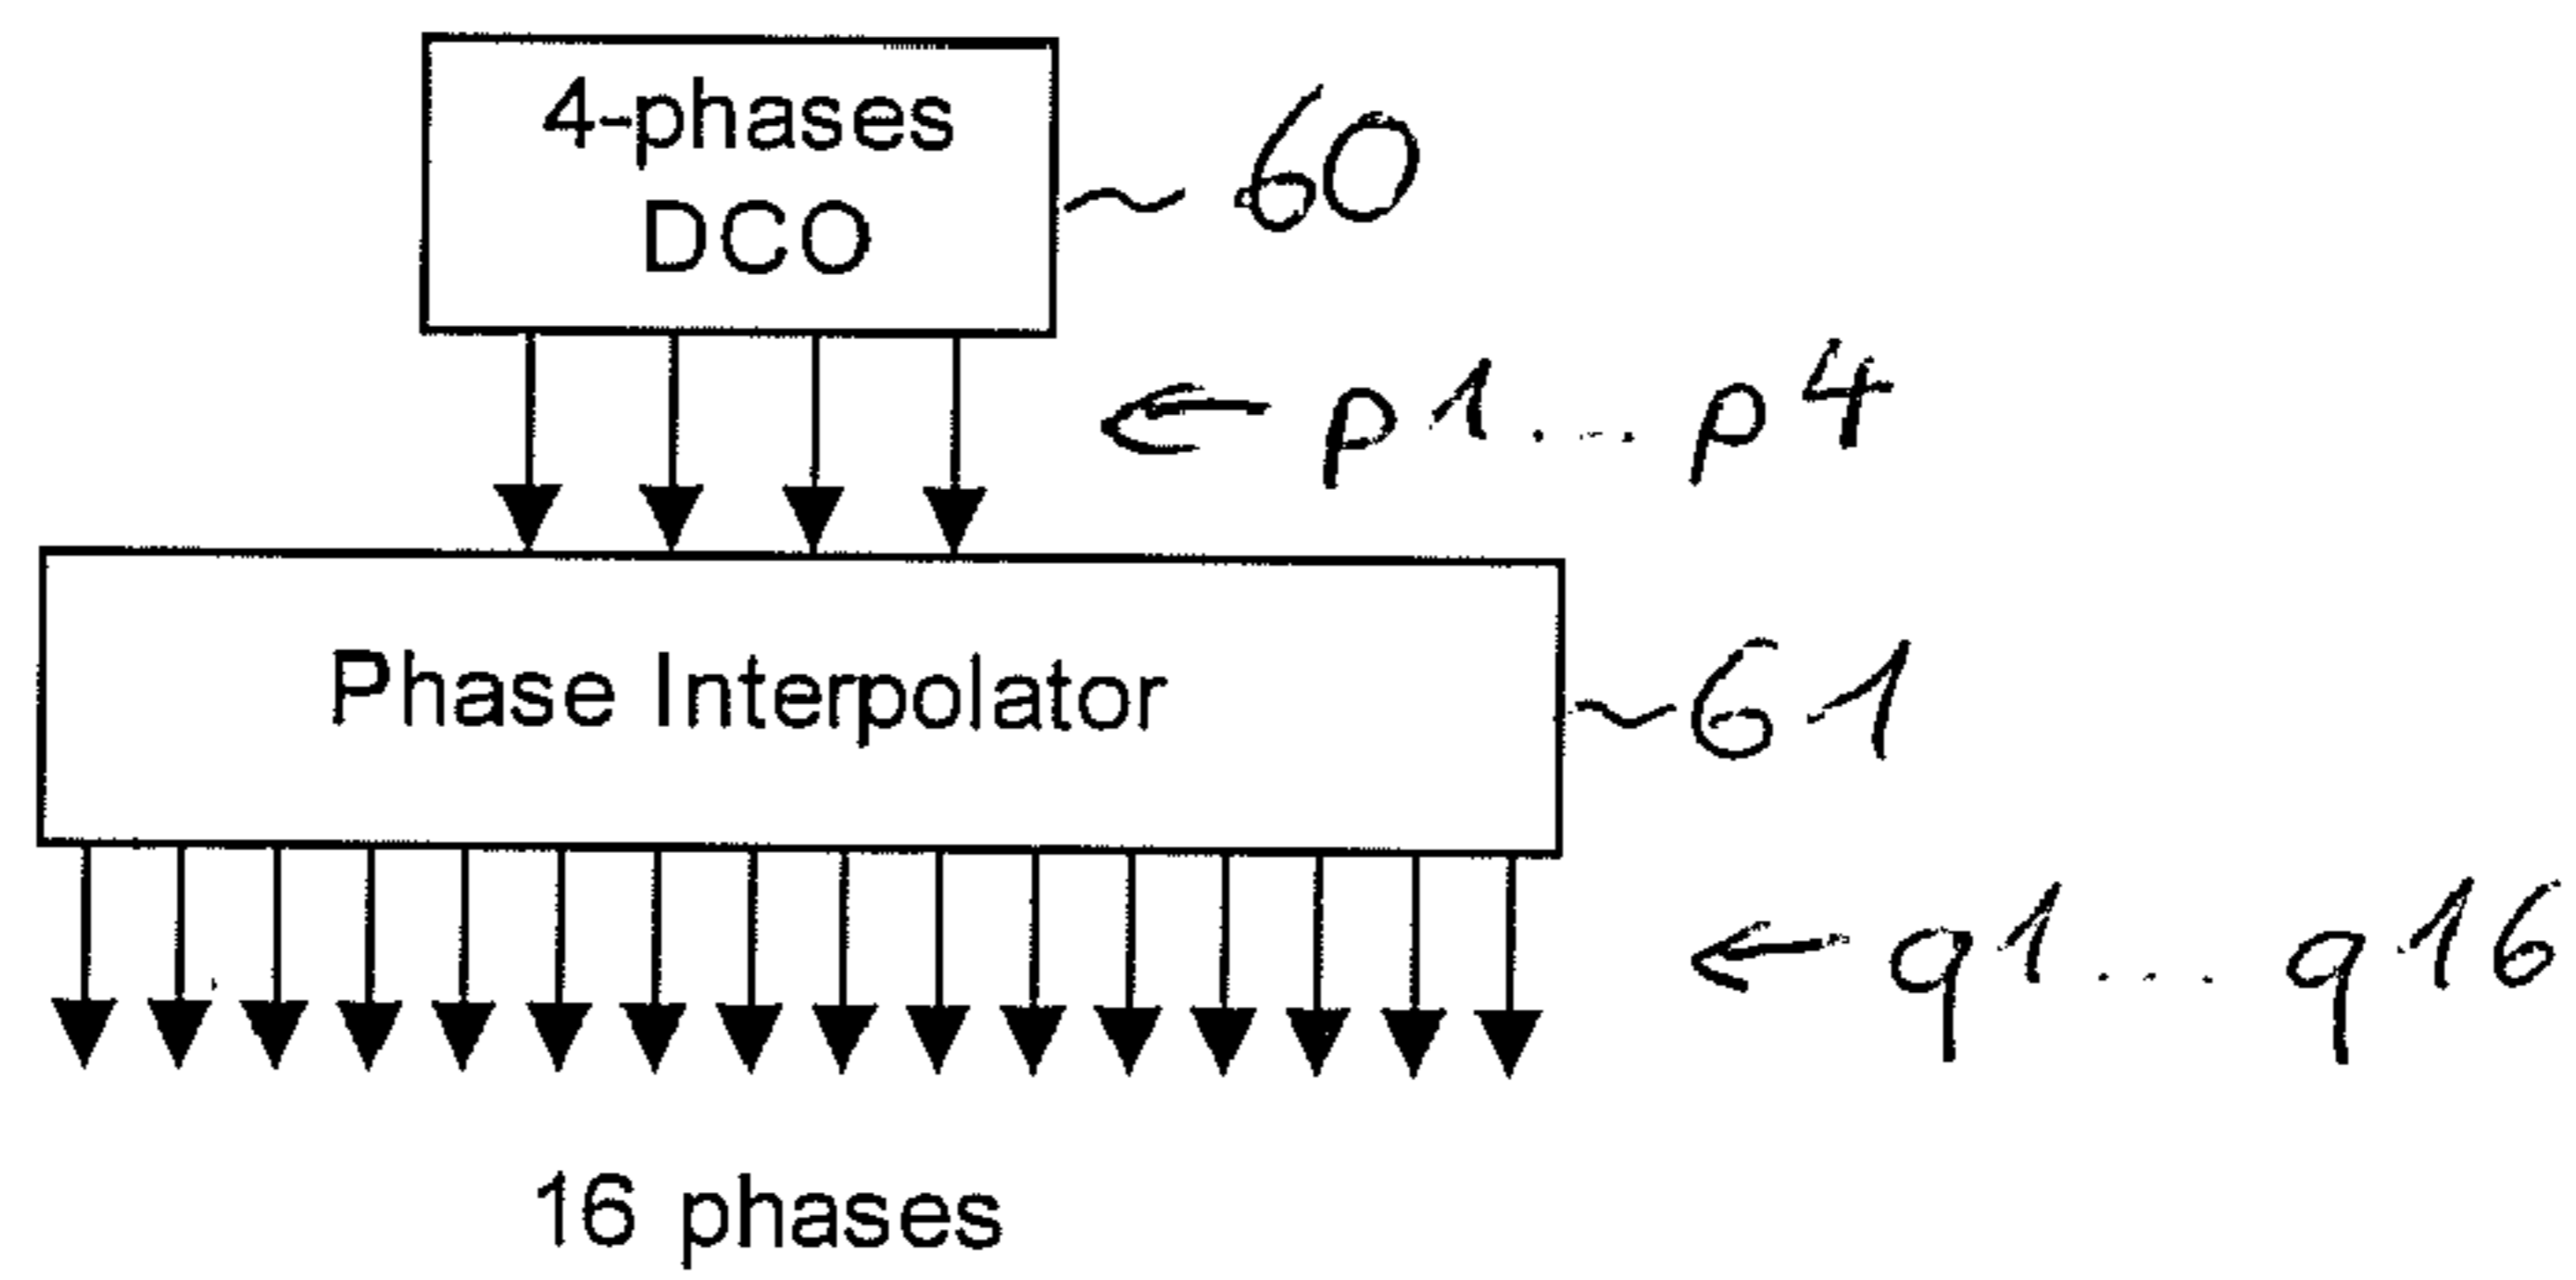 4-phases
DCO
60
p1... p4
Phase Interpolator
61
q1... q16
16 phases